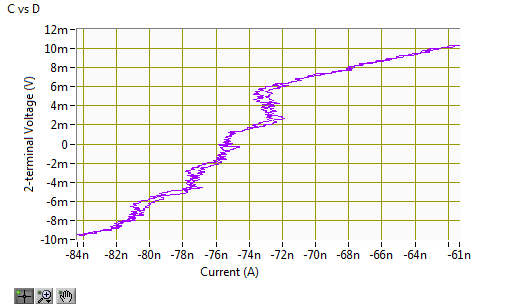 C vs D
12m
10m
8m
6m
4m
2m
0
-2m
-4m
-6m
-8m
-10m
2-terminal Voltage (V)
-84n -82n -80n -78n -76n -74n -72n -70n -68n -66n -64n -61n
Current (A)